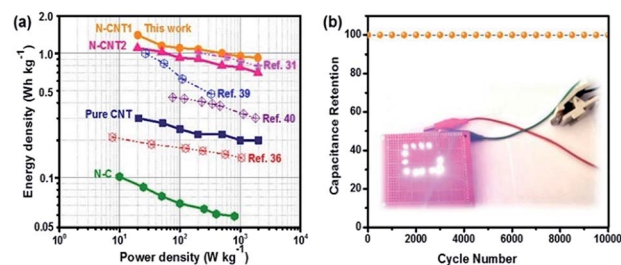 (a)
N-CNT1 This work
N-CNT2
Ref. 31
Ref. 39
Ref. 40
Pure CNT
Ref. 36
N-C
Energy density (Wh kg⁻¹)
1.0
0.5
0.1
0.05
10⁰ 10¹ 10² 10³ 10⁴
Power density (W kg⁻¹)
(b)
Capacitance Retention
120
100
80
60
40
20
0
0 2000 4000 6000 8000 10000
Cycle Number